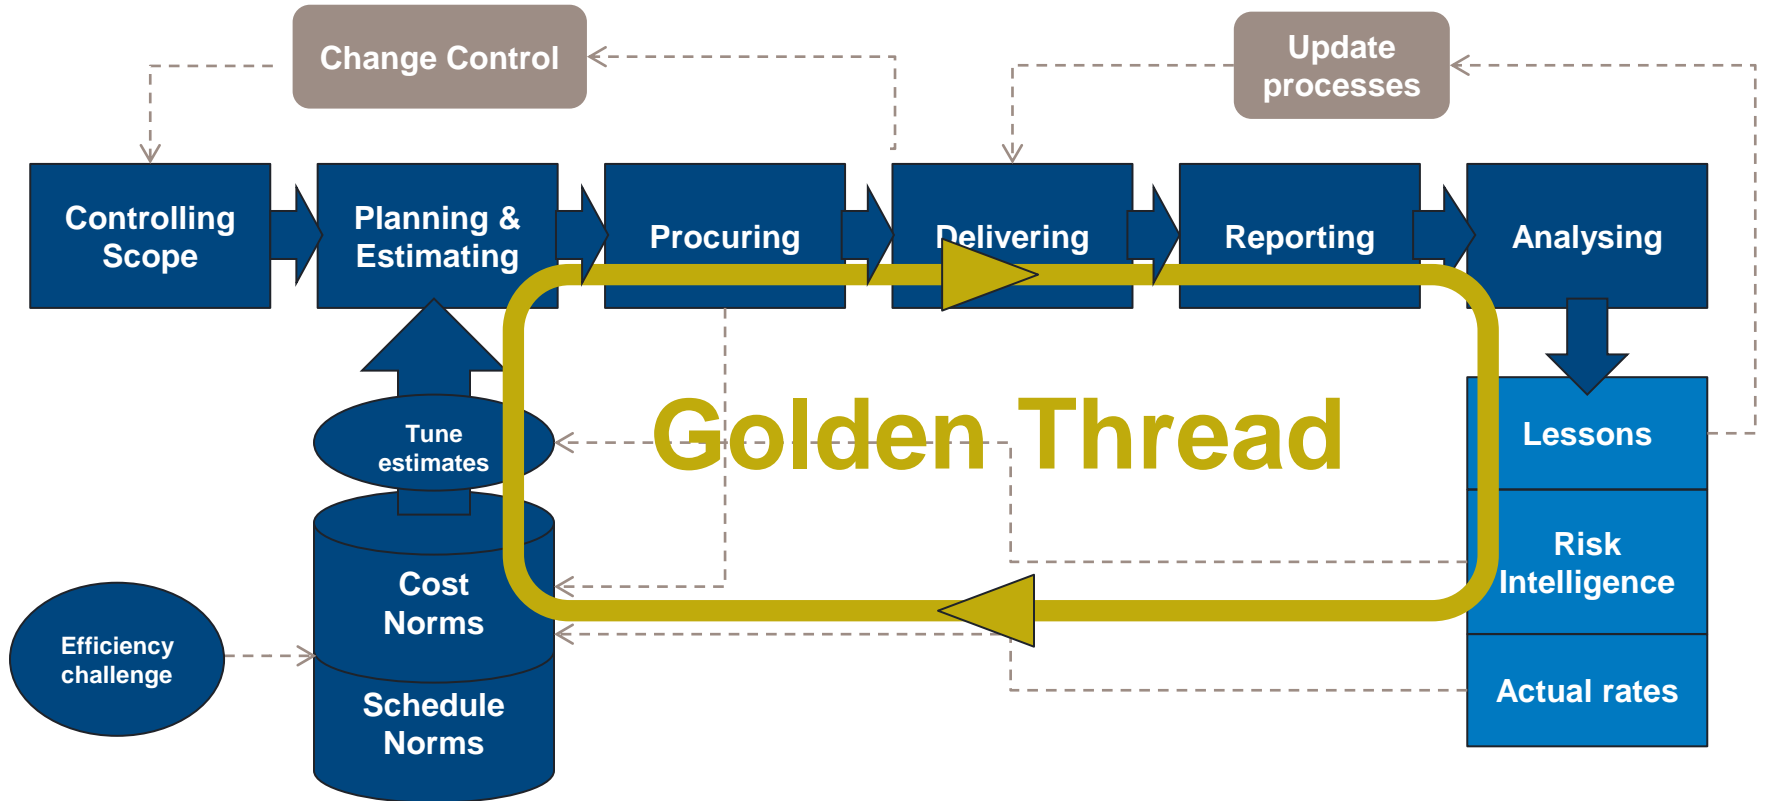 Change Control
Update
processes
Controlling
Scope
Planning &
Estimating
Procuring
Delivering
Reporting
Analysing
Golden Thread
Tune
estimates
Lessons
Risk
Intelligence
Cost
Norms
Efficiency
challenge
Actual rates
Schedule
Norms